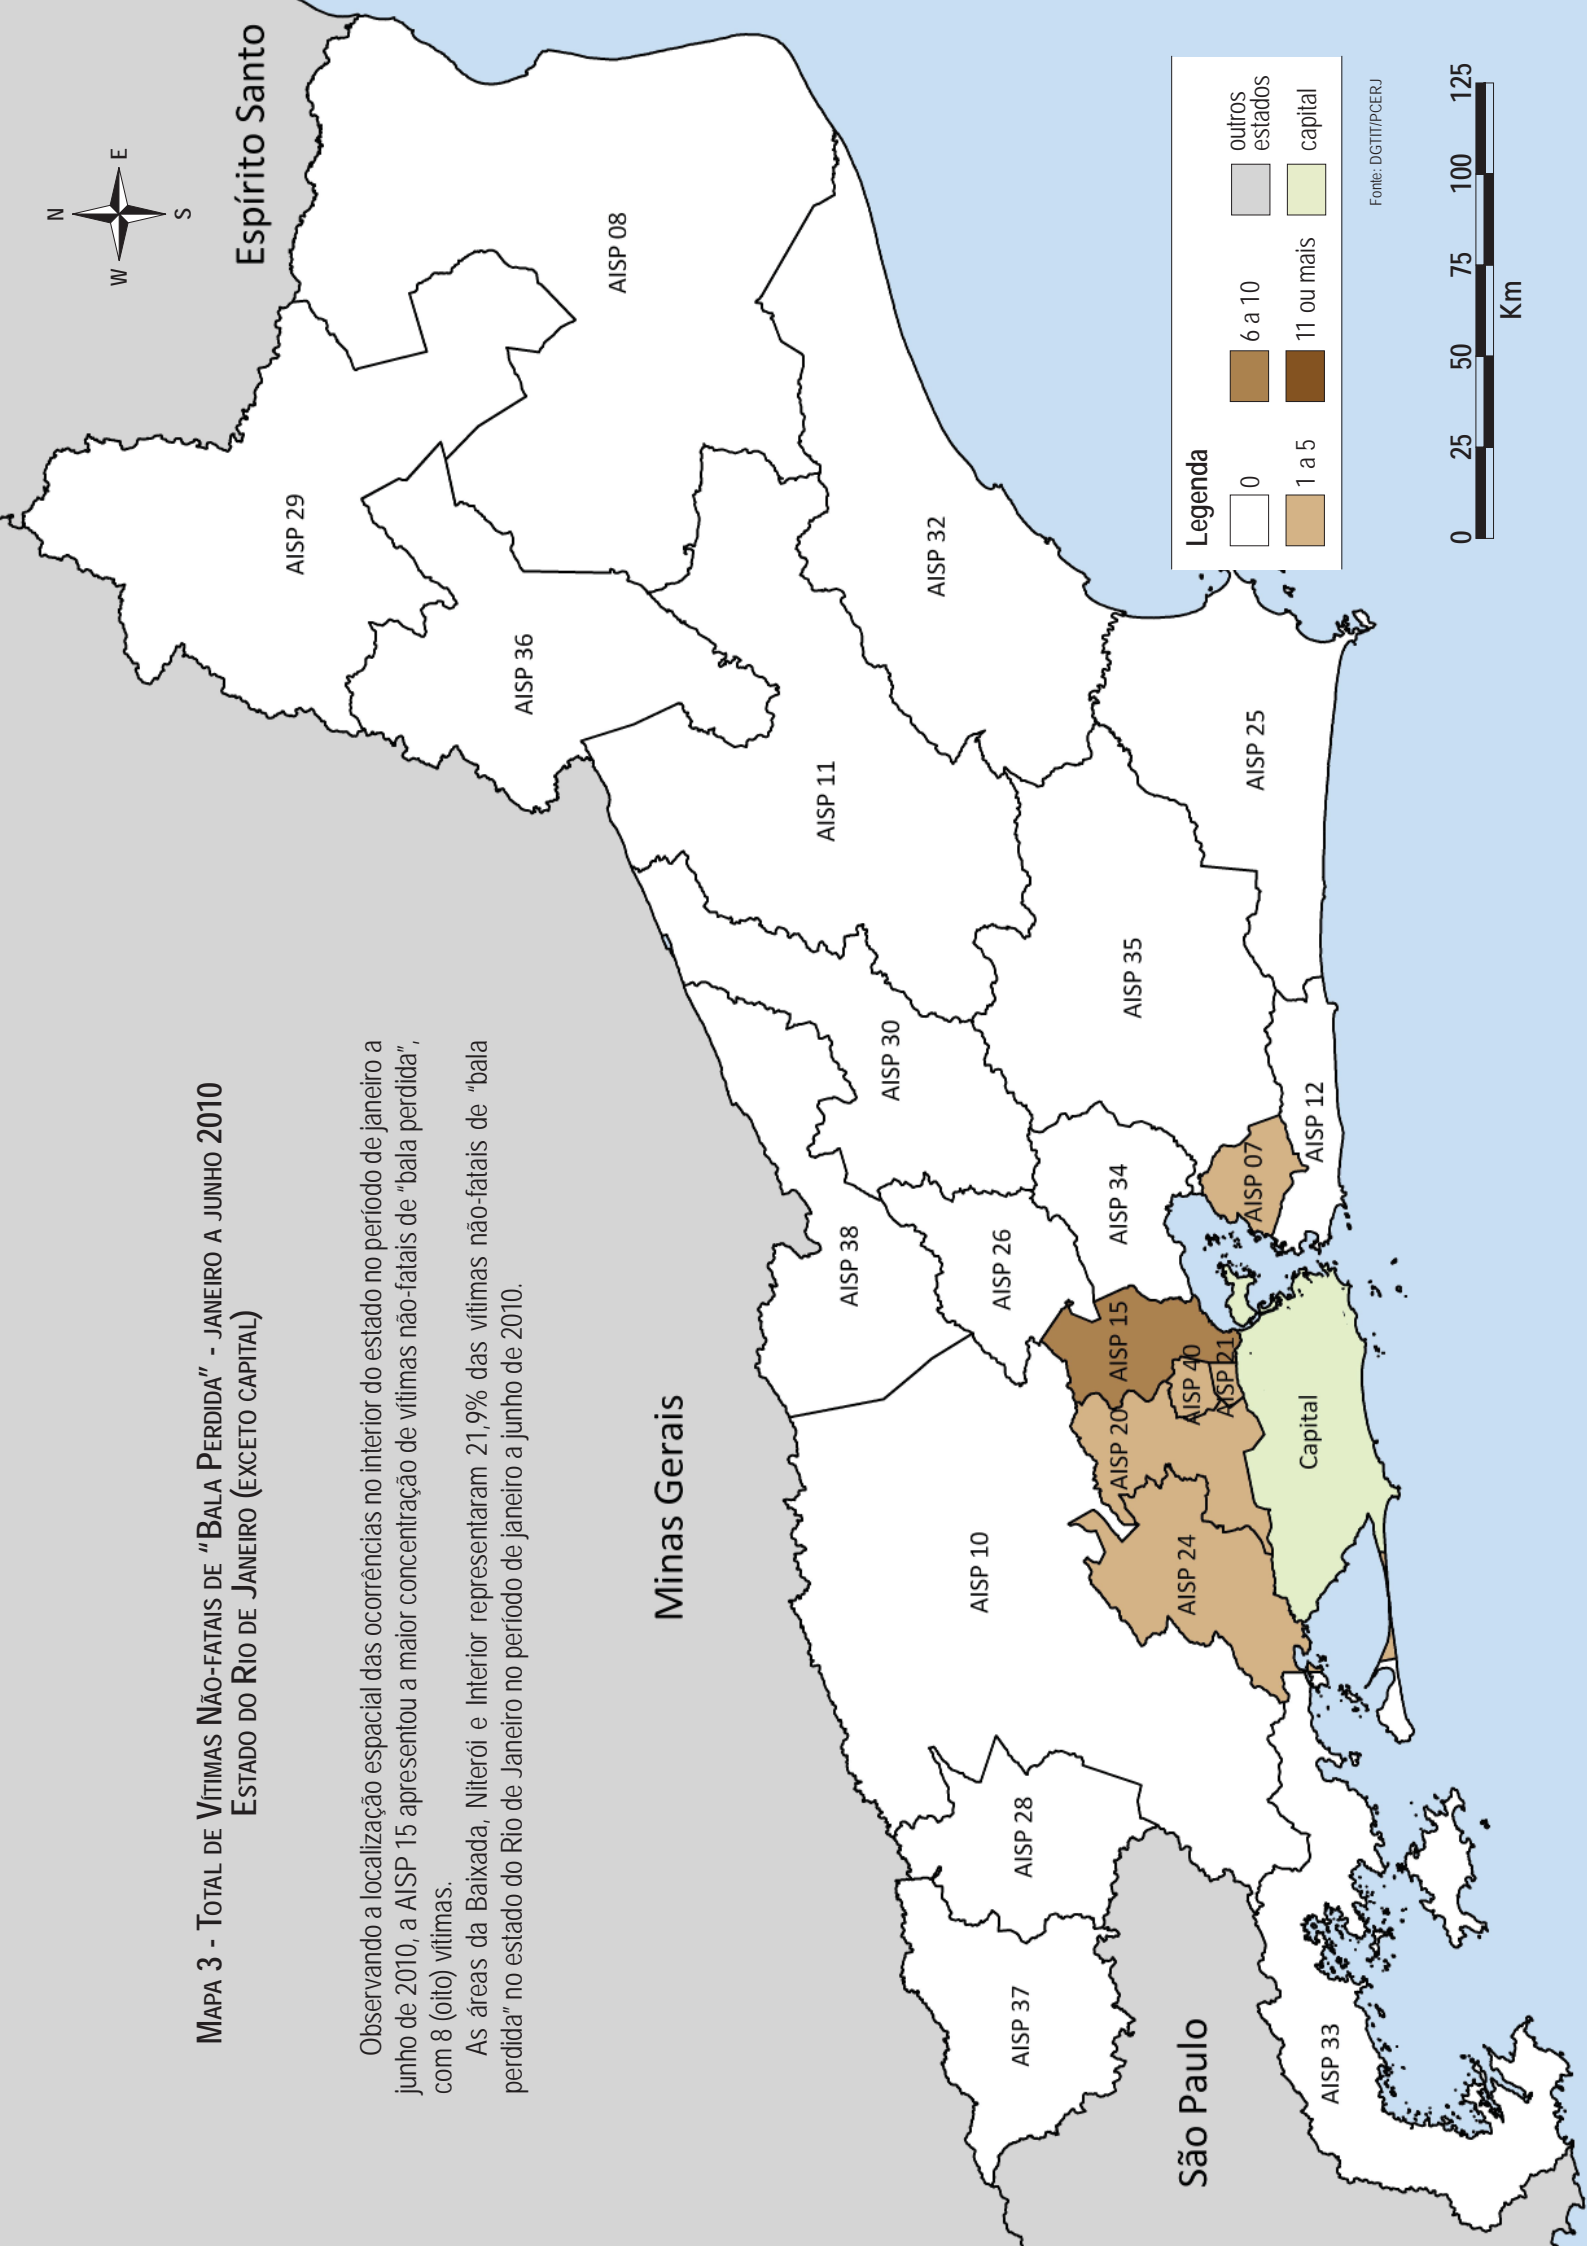 MAPA 3 - TOTAL DE VÍTIMAS NÃO-FATAIS DE "BALA PERDIDA" - JANEIRO A JUNHO 2010
ESTADO DO RIO DE JANEIRO (EXCETO CAPITAL)
Observando a localização espacial das ocorrências no interior do estado no período de janeiro a
junho de 2010, a AISP 15 apresentou a maior concentração de vítimas não-fatais de "bala perdida",
com 8 (oito) vítimas.
As áreas da Baixada, Niterói e Interior representaram 21,9% das vítimas não-fatais de "bala
perdida" no estado do Rio de Janeiro no período de janeiro a junho de 2010.
N
W
E
S
Espírito Santo
Minas Gerais
São Paulo
AISP 29
AISP 08
AISP 36
AISP 32
AISP 11
AISP 25
AISP 35
AISP 30
AISP 12
AISP 07
AISP 34
AISP 38
AISP 26
AISP 15
AISP 40
AISP 21
AISP 20
Capital
AISP 10
AISP 24
AISP 28
AISP 37
AISP 33
Legenda
0
6 a 10
outros
estados
1 a 5
11 ou mais
capital
Fonte: DGTIT/PCERJ
0
25
50
75
100
125
Km